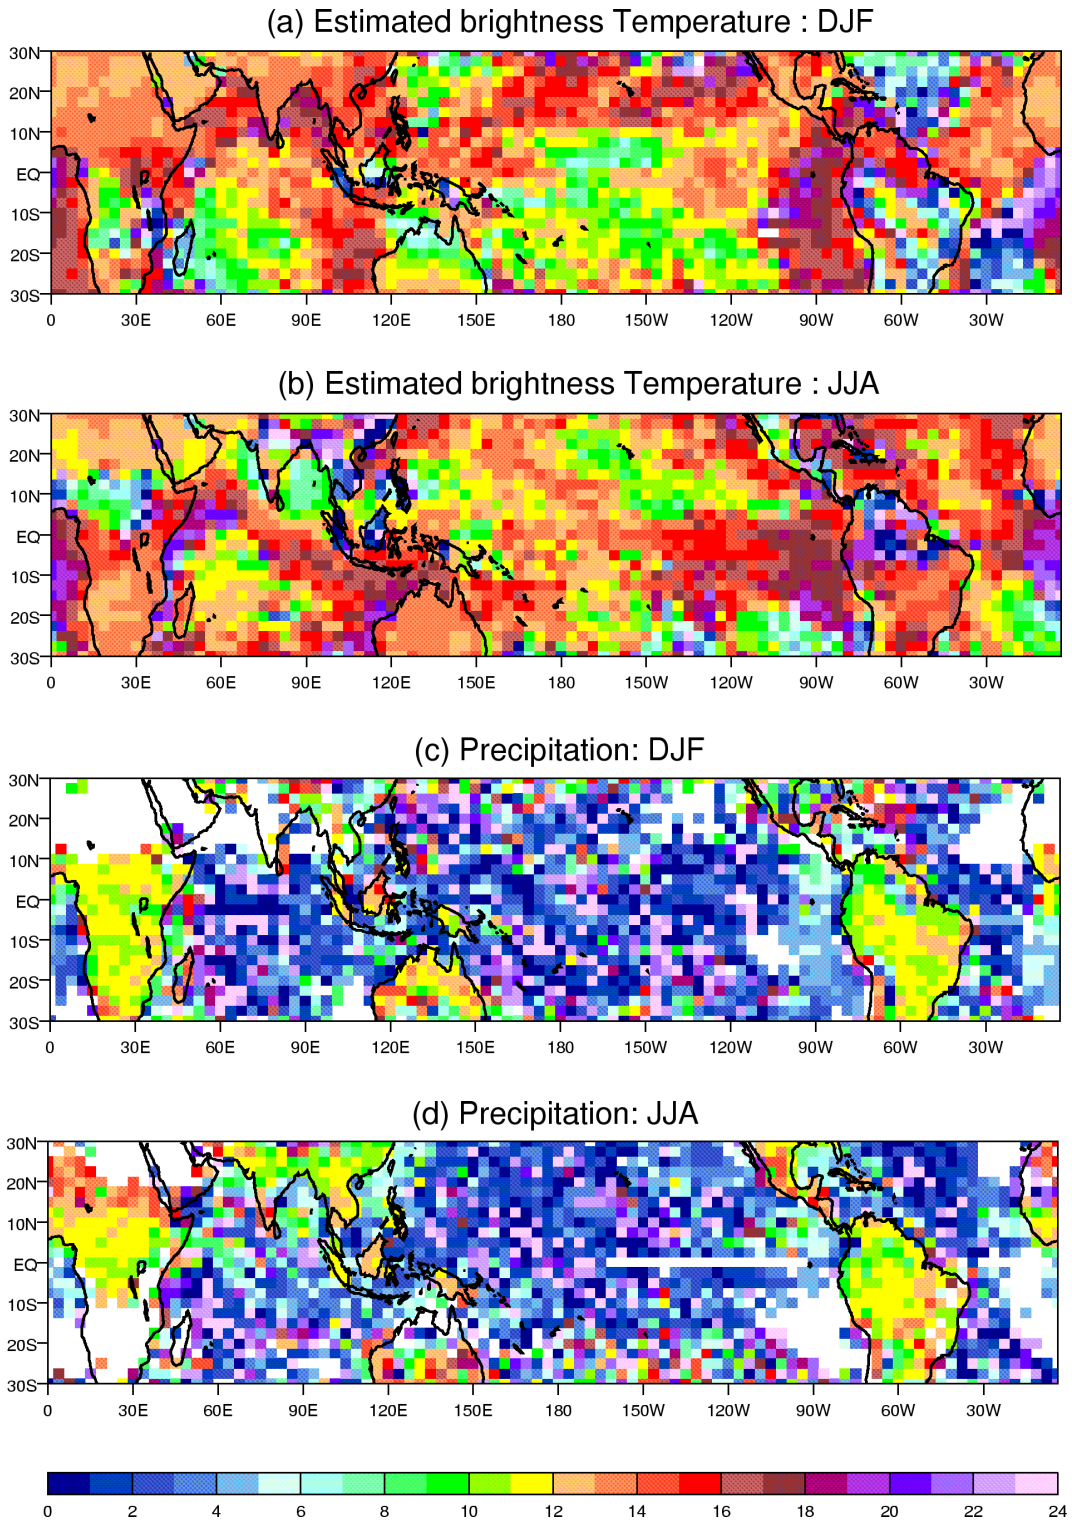 (a) Estimated brightness Temperature : DJF
30N
20N
10N
EQ
10S
20S
30S
0 30E 60E 90E 120E 150E 180 150W 120W 90W 60W 30W
(b) Estimated brightness Temperature : JJA
30N
20N
10N
EQ
10S
20S
30S
0 30E 60E 90E 120E 150E 180 150W 120W 90W 60W 30W
(c) Precipitation: DJF
30N
20N
10N
EQ
10S
20S
30S
0 30E 60E 90E 120E 150E 180 150W 120W 90W 60W 30W
(d) Precipitation: JJA
30N
20N
10N
EQ
10S
20S
30S
0 30E 60E 90E 120E 150E 180 150W 120W 90W 60W 30W
0 2 4 6 8 10 12 14 16 18 20 22 24